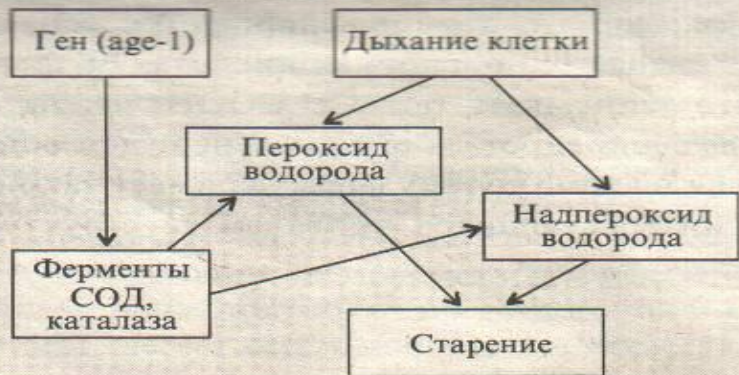 Ген (age-1)
Дыхание клетки
Пероксид
водорода
Надпероксид
водорода
Ферменты
СОД,
каталаза
Старение